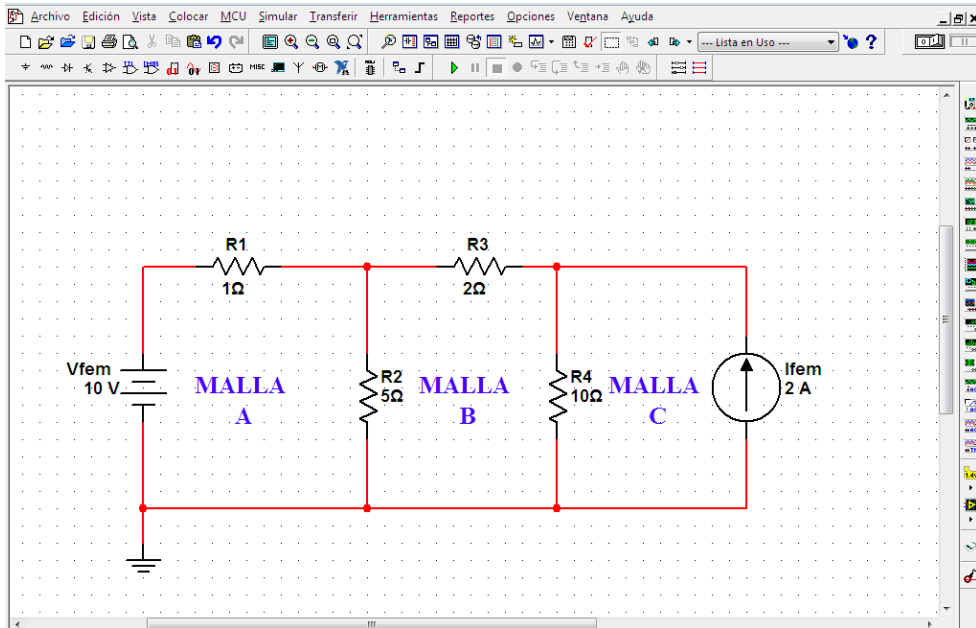 Archivo Edición Vista Colocar MCU Simular Transferir Herramientas Reportes Opciones Ventana Ayuda
--- Lista en Uso ---
MISC
R1
1Ω
R3
2Ω
Vfem
10 V
MALLA
A
R2
5Ω
MALLA
B
R4
10Ω
MALLA
C
Ifem
2 A